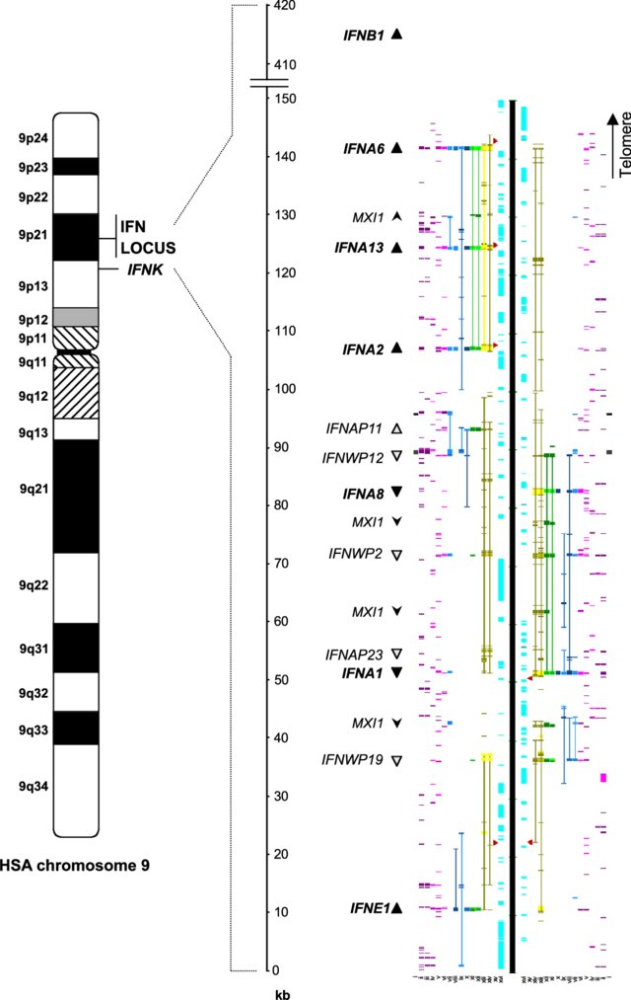 9p24
9p23
9p22
9p21
9p13
9p12
9p11
9q11
9q12
9q13
9q21
9q22
9q31
9q32
9q33
9q34
HSA chromosome 9
IFN
LOCUS
IFNK
420
410
150
140
130
120
110
100
90
80
70
60
50
40
30
20
10
0
kb
IFNB1
IFNA6
MXI1
IFNA13
IFNA2
IFNAP11
IFNWP12
IFNA8
MXI1
IFNWP2
MXI1
IFNAP23
IFNA1
MXI1
IFNWP19
IFNE1
Telomere